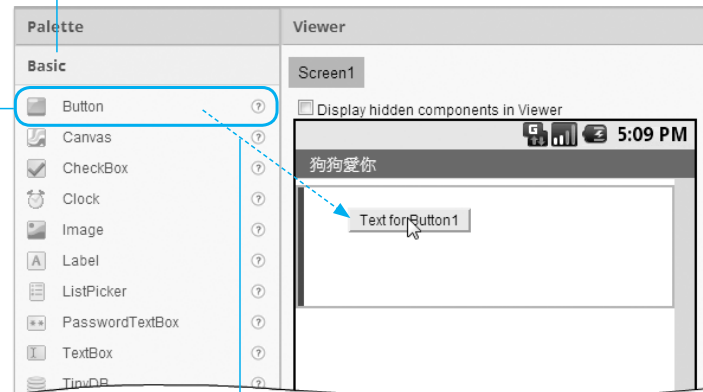 Palette
Viewer
Basic
Screen1
Button
Display hidden components in Viewer
Canvas
5:09 PM
CheckBox
狗狗愛你
Clock
Text for Button1
Image
Label
ListPicker
PasswordTextBox
TextBox
TinyDB